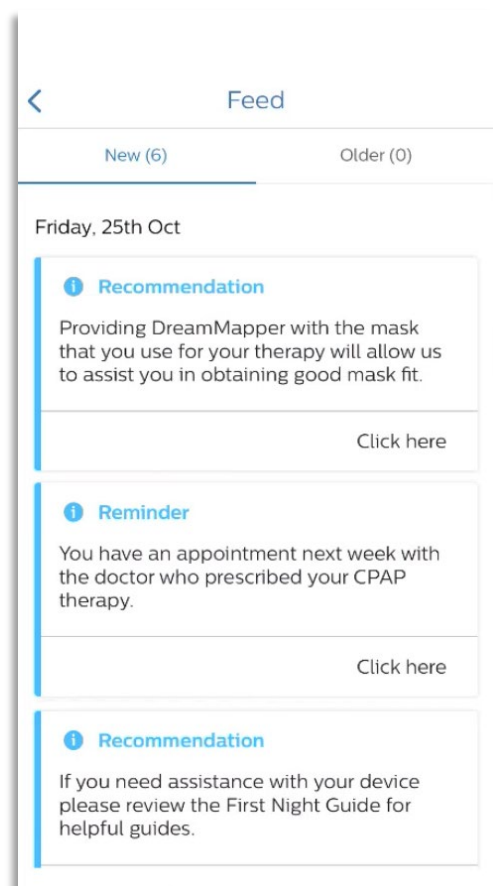 Feed
New (6) Older (0)
Friday, 25th Oct
Recommendation
Providing DreamMapper with the mask
that you use for your therapy will allow us
to assist you in obtaining good mask fit.
Click here
Reminder
You have an appointment next week with
the doctor who prescribed your CPAP
therapy.
Click here
Recommendation
If you need assistance with your device
please review the First Night Guide for
helpful guides.